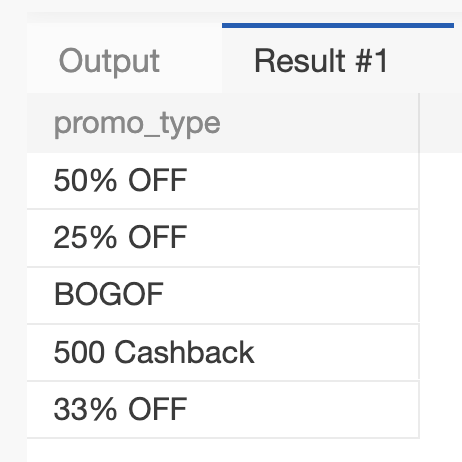 Output Result #1
promo_type
50% OFF
25% OFF
BOGOF
500 Cashback
33% OFF